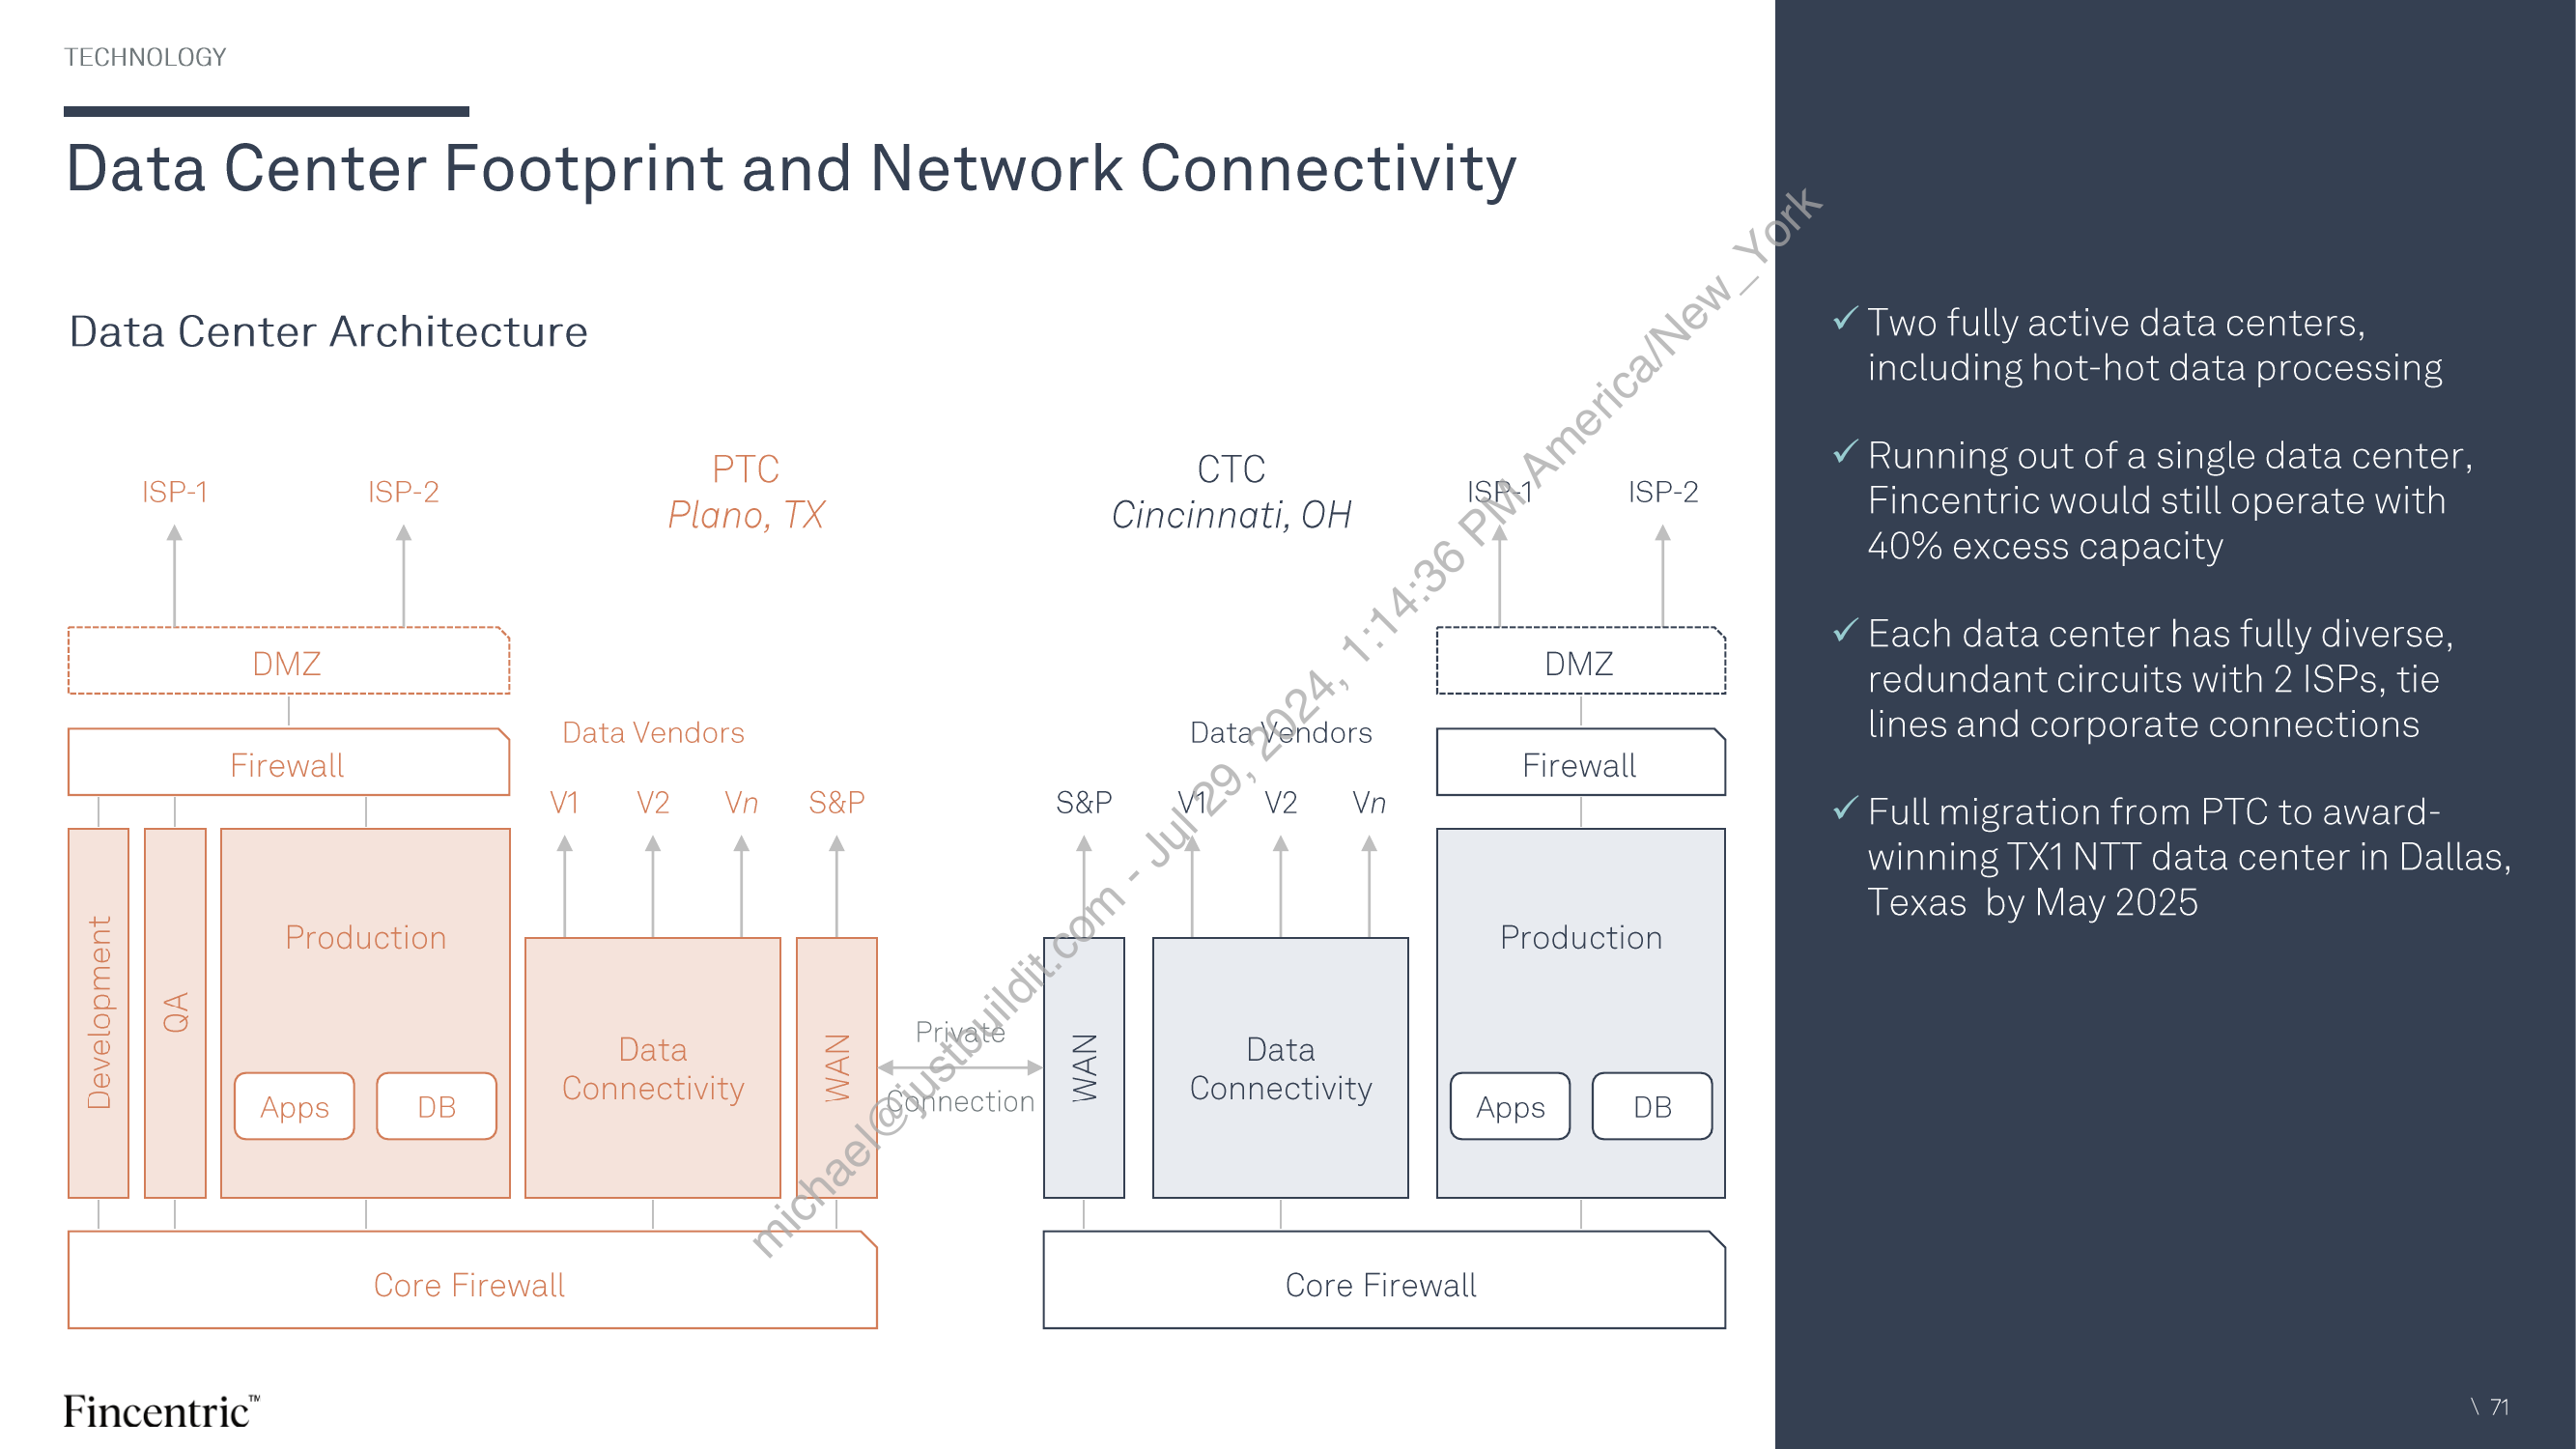 TECHNOLOGY
Data Center Footprint and Network Connectivity
Data Center Architecture
PTC
Plano, TX
ISP-1 ISP-2
DMZ
Firewall
Data Vendors
V1 V2 Vn S&P
Development
QA
Production
Apps DB
Data
Connectivity
WAN
Core Firewall
Private
Connection
CTC
Cincinnati, OH
ISP-1 ISP-2
DMZ
Firewall
Data Vendors
S&P V1 V2 Vn
WAN
Data
Connectivity
Production
Apps DB
Core Firewall
✓ Two fully active data centers,
including hot-hot data processing
✓ Running out of a single data center,
Fincentric would still operate with
40% excess capacity
✓ Each data center has fully diverse,
redundant circuits with 2 ISPs, tie
lines and corporate connections
✓ Full migration from PTC to award-
winning TX1 NTT data center in Dallas,
Texas by May 2025
michael@justbuildit.com - Jul 29, 2024, 1:14:36 PM America/New_York
Fincentric™
\ 71